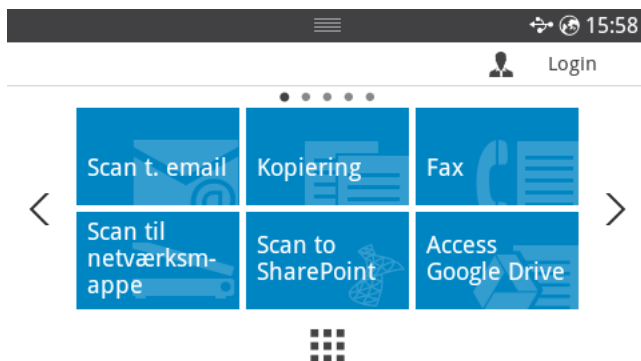 15:58
Login
Scan t. email
Kopiering
Fax
Scan til
netværksm-
appe
Scan to
SharePoint
Access
Google Drive